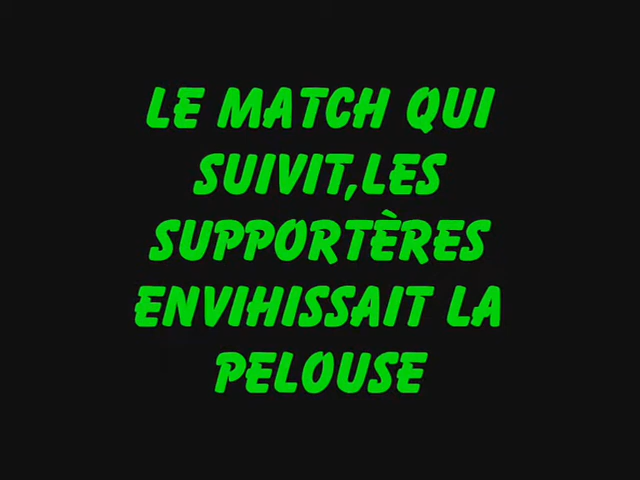 LE MATCH QUI
SUIVIT,LES
SUPPORTÈRES
ENVIHISSAIT LA
PELOUSE